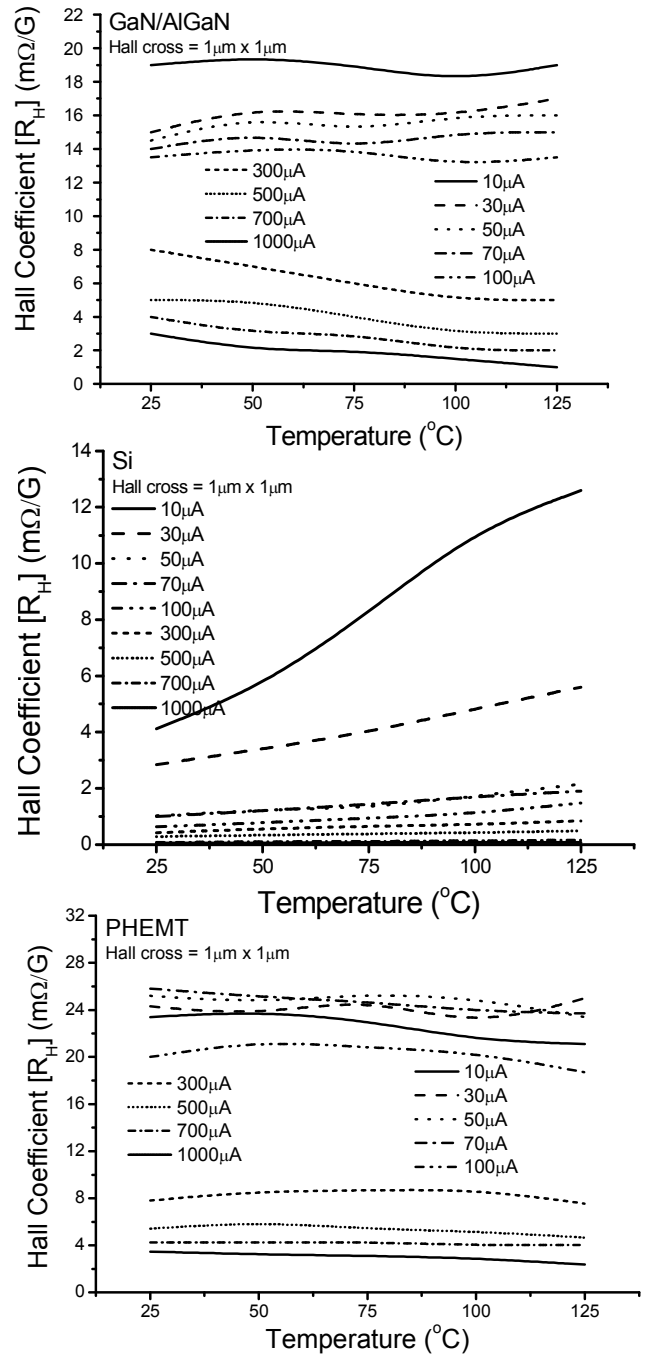 GaN/AlGaN
Hall cross = 1μm x 1μm
Hall Coefficient [R_H] (mΩ/G)
22
20
18
16
14
12
10
8
6
4
2
0
300μA
500μA
700μA
1000μA
10μA
30μA
50μA
70μA
100μA
25 50 75 100 125
Temperature (°C)
Si
Hall cross = 1μm x 1μm
Hall Coefficient [R_H] (mΩ/G)
14
12
10
8
6
4
2
0
10μA
30μA
50μA
70μA
100μA
300μA
500μA
700μA
1000μA
25 50 75 100 125
Temperature (°C)
PHEMT
Hall cross = 1μm x 1μm
Hall Coefficient [R_H] (mΩ/G)
32
28
24
20
16
12
8
4
0
300μA
500μA
700μA
1000μA
10μA
30μA
50μA
70μA
100μA
25 50 75 100 125
Temperature (°C)